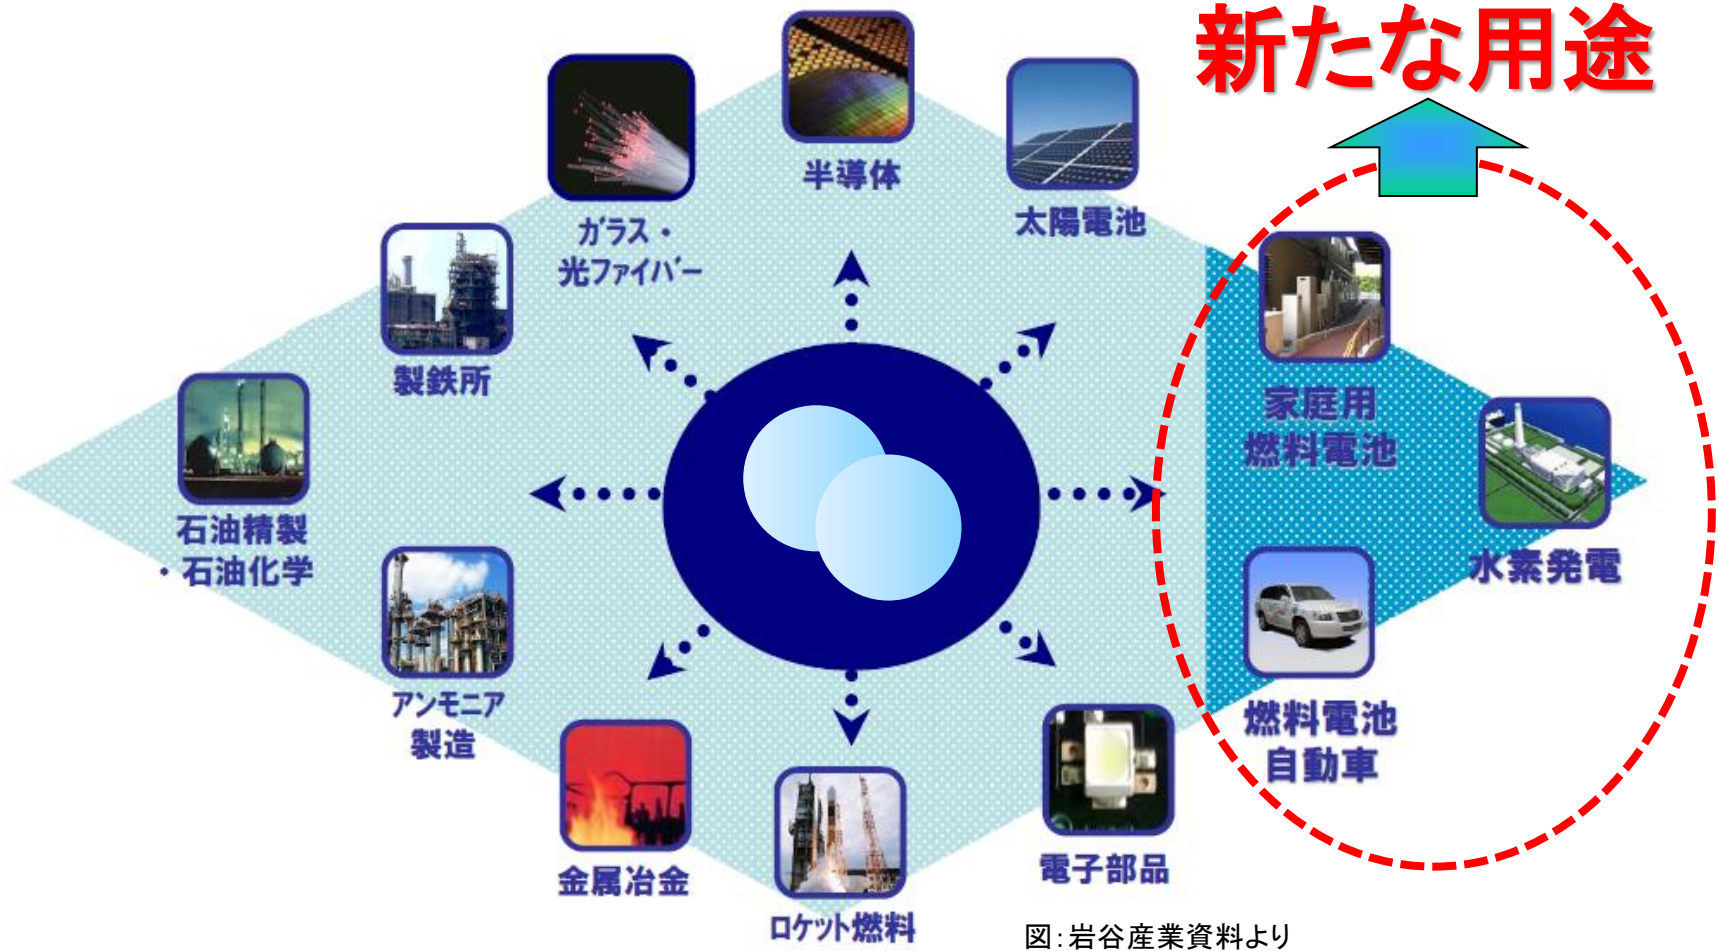 新たな用途
半導体
太陽電池
ガラス・
光ファイバー
製鉄所
家庭用
燃料電池
石油精製
・石油化学
水素発電
アンモニア
製造
燃料電池
自動車
金属冶金
電子部品
ロケット燃料
図：岩谷産業資料より